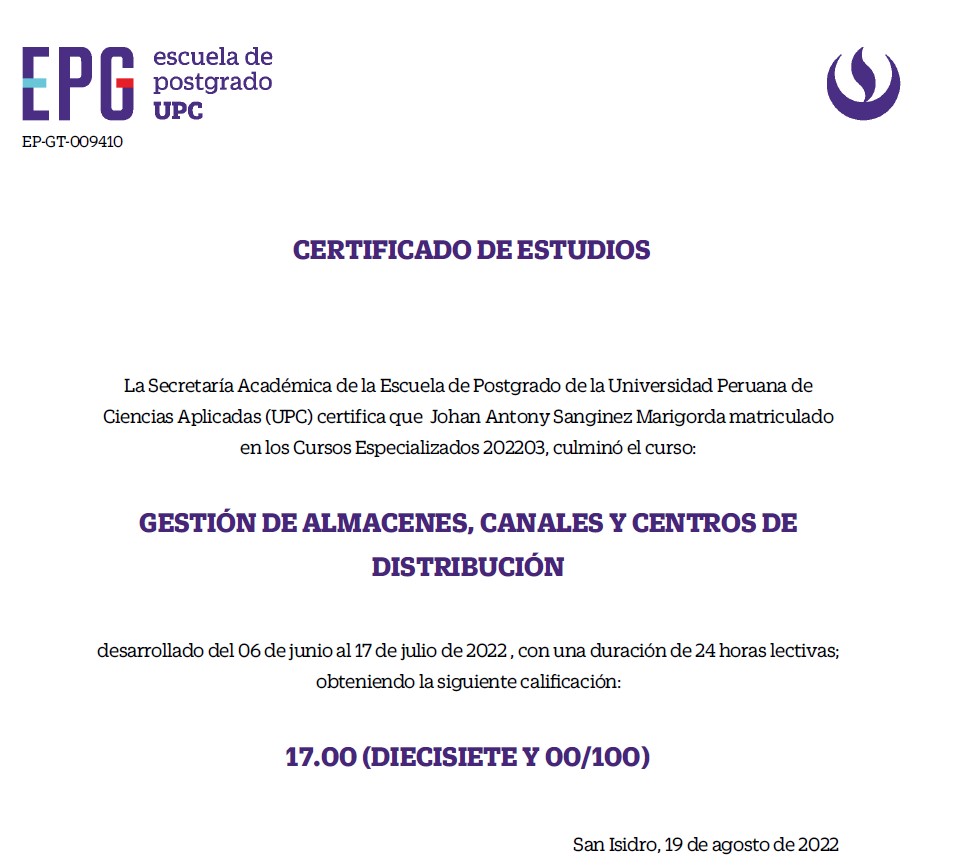 EPG escuela de
postgrado
UPC
EP-GT-009410
CERTIFICADO DE ESTUDIOS
La Secretaría Académica de la Escuela de Postgrado de la Universidad Peruana de
Ciencias Aplicadas (UPC) certifica que Johan Antony Sanginez Marigorda matriculado
en los Cursos Especializados 202203, culminó el curso:
GESTIÓN DE ALMACENES, CANALES Y CENTROS DE
DISTRIBUCIÓN
desarrollado del 06 de junio al 17 de julio de 2022 , con una duración de 24 horas lectivas;
obteniendo la siguiente calificación:
17.00 (DIECISIETE Y 00/100)
San Isidro, 19 de agosto de 2022